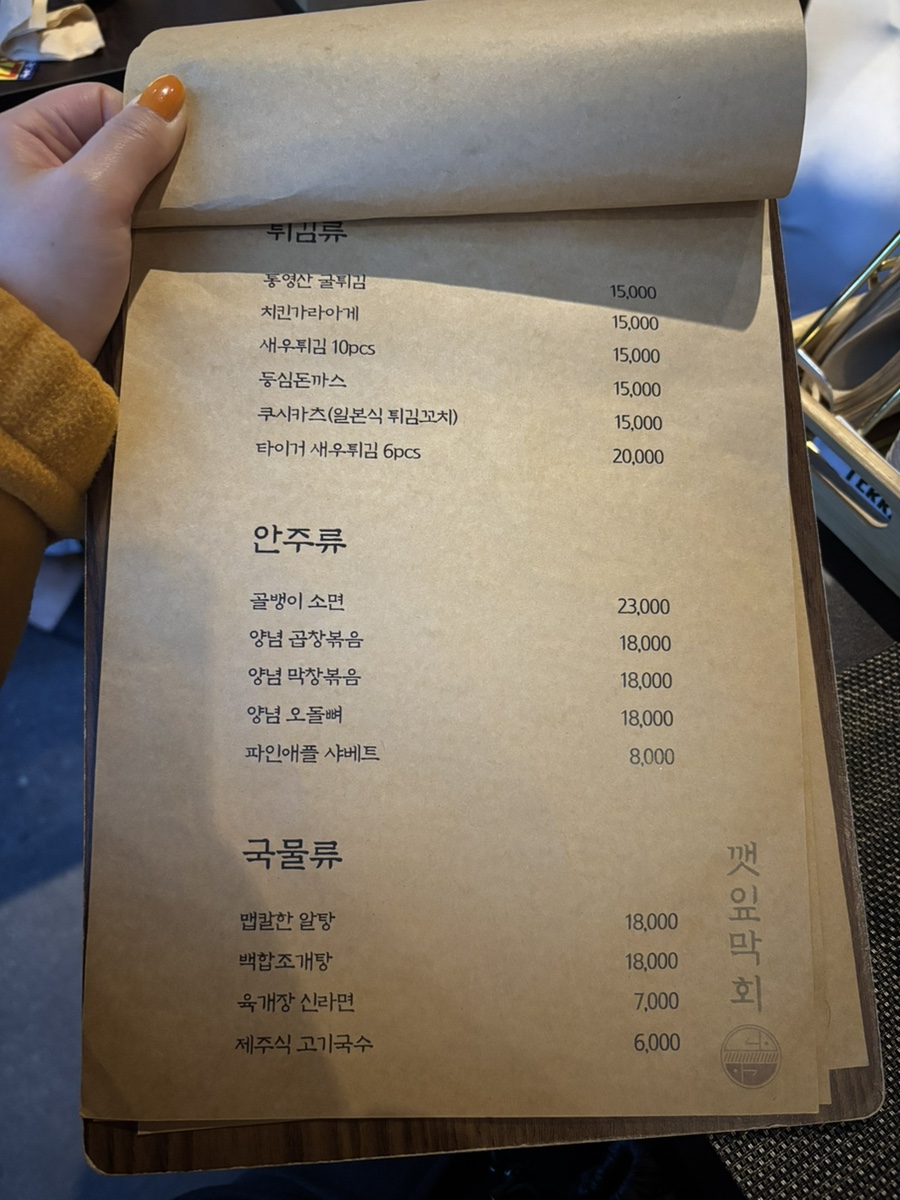 튀김류
통영산 굴튀김 15,000
치킨가라아게 15,000
새우튀김 10pcs 15,000
등심돈까스 15,000
쿠시카츠(일본식 튀김꼬치) 15,000
타이거 새우튀김 6pcs 20,000
안주류
골뱅이 소면 23,000
양념 곱창볶음 18,000
양념 막창볶음 18,000
양념 오돌뼈 18,000
파인애플 샤베트 8,000
국물류
맵칼한 알탕 18,000
백합조개탕 18,000
육개장 신라면 7,000
제주식 고기국수 6,000
깻잎막회